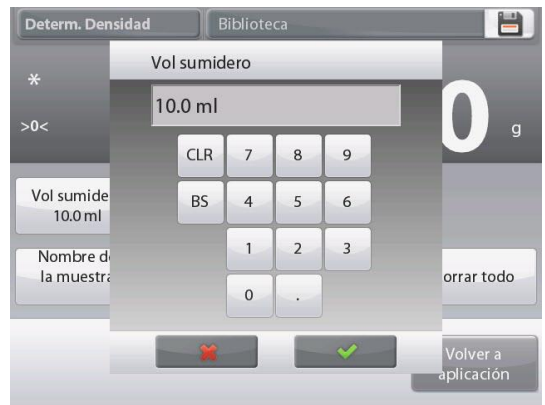 Determ. Densidad
Biblioteca
Vol sumidero
*
10.0 ml
0
g
>0<
CLR 7 8 9
Vol sumide
10.0 ml
BS 4 5 6
Nombre d
la muestra
1 2 3
orrar todo
0 .
Volver a
aplicación